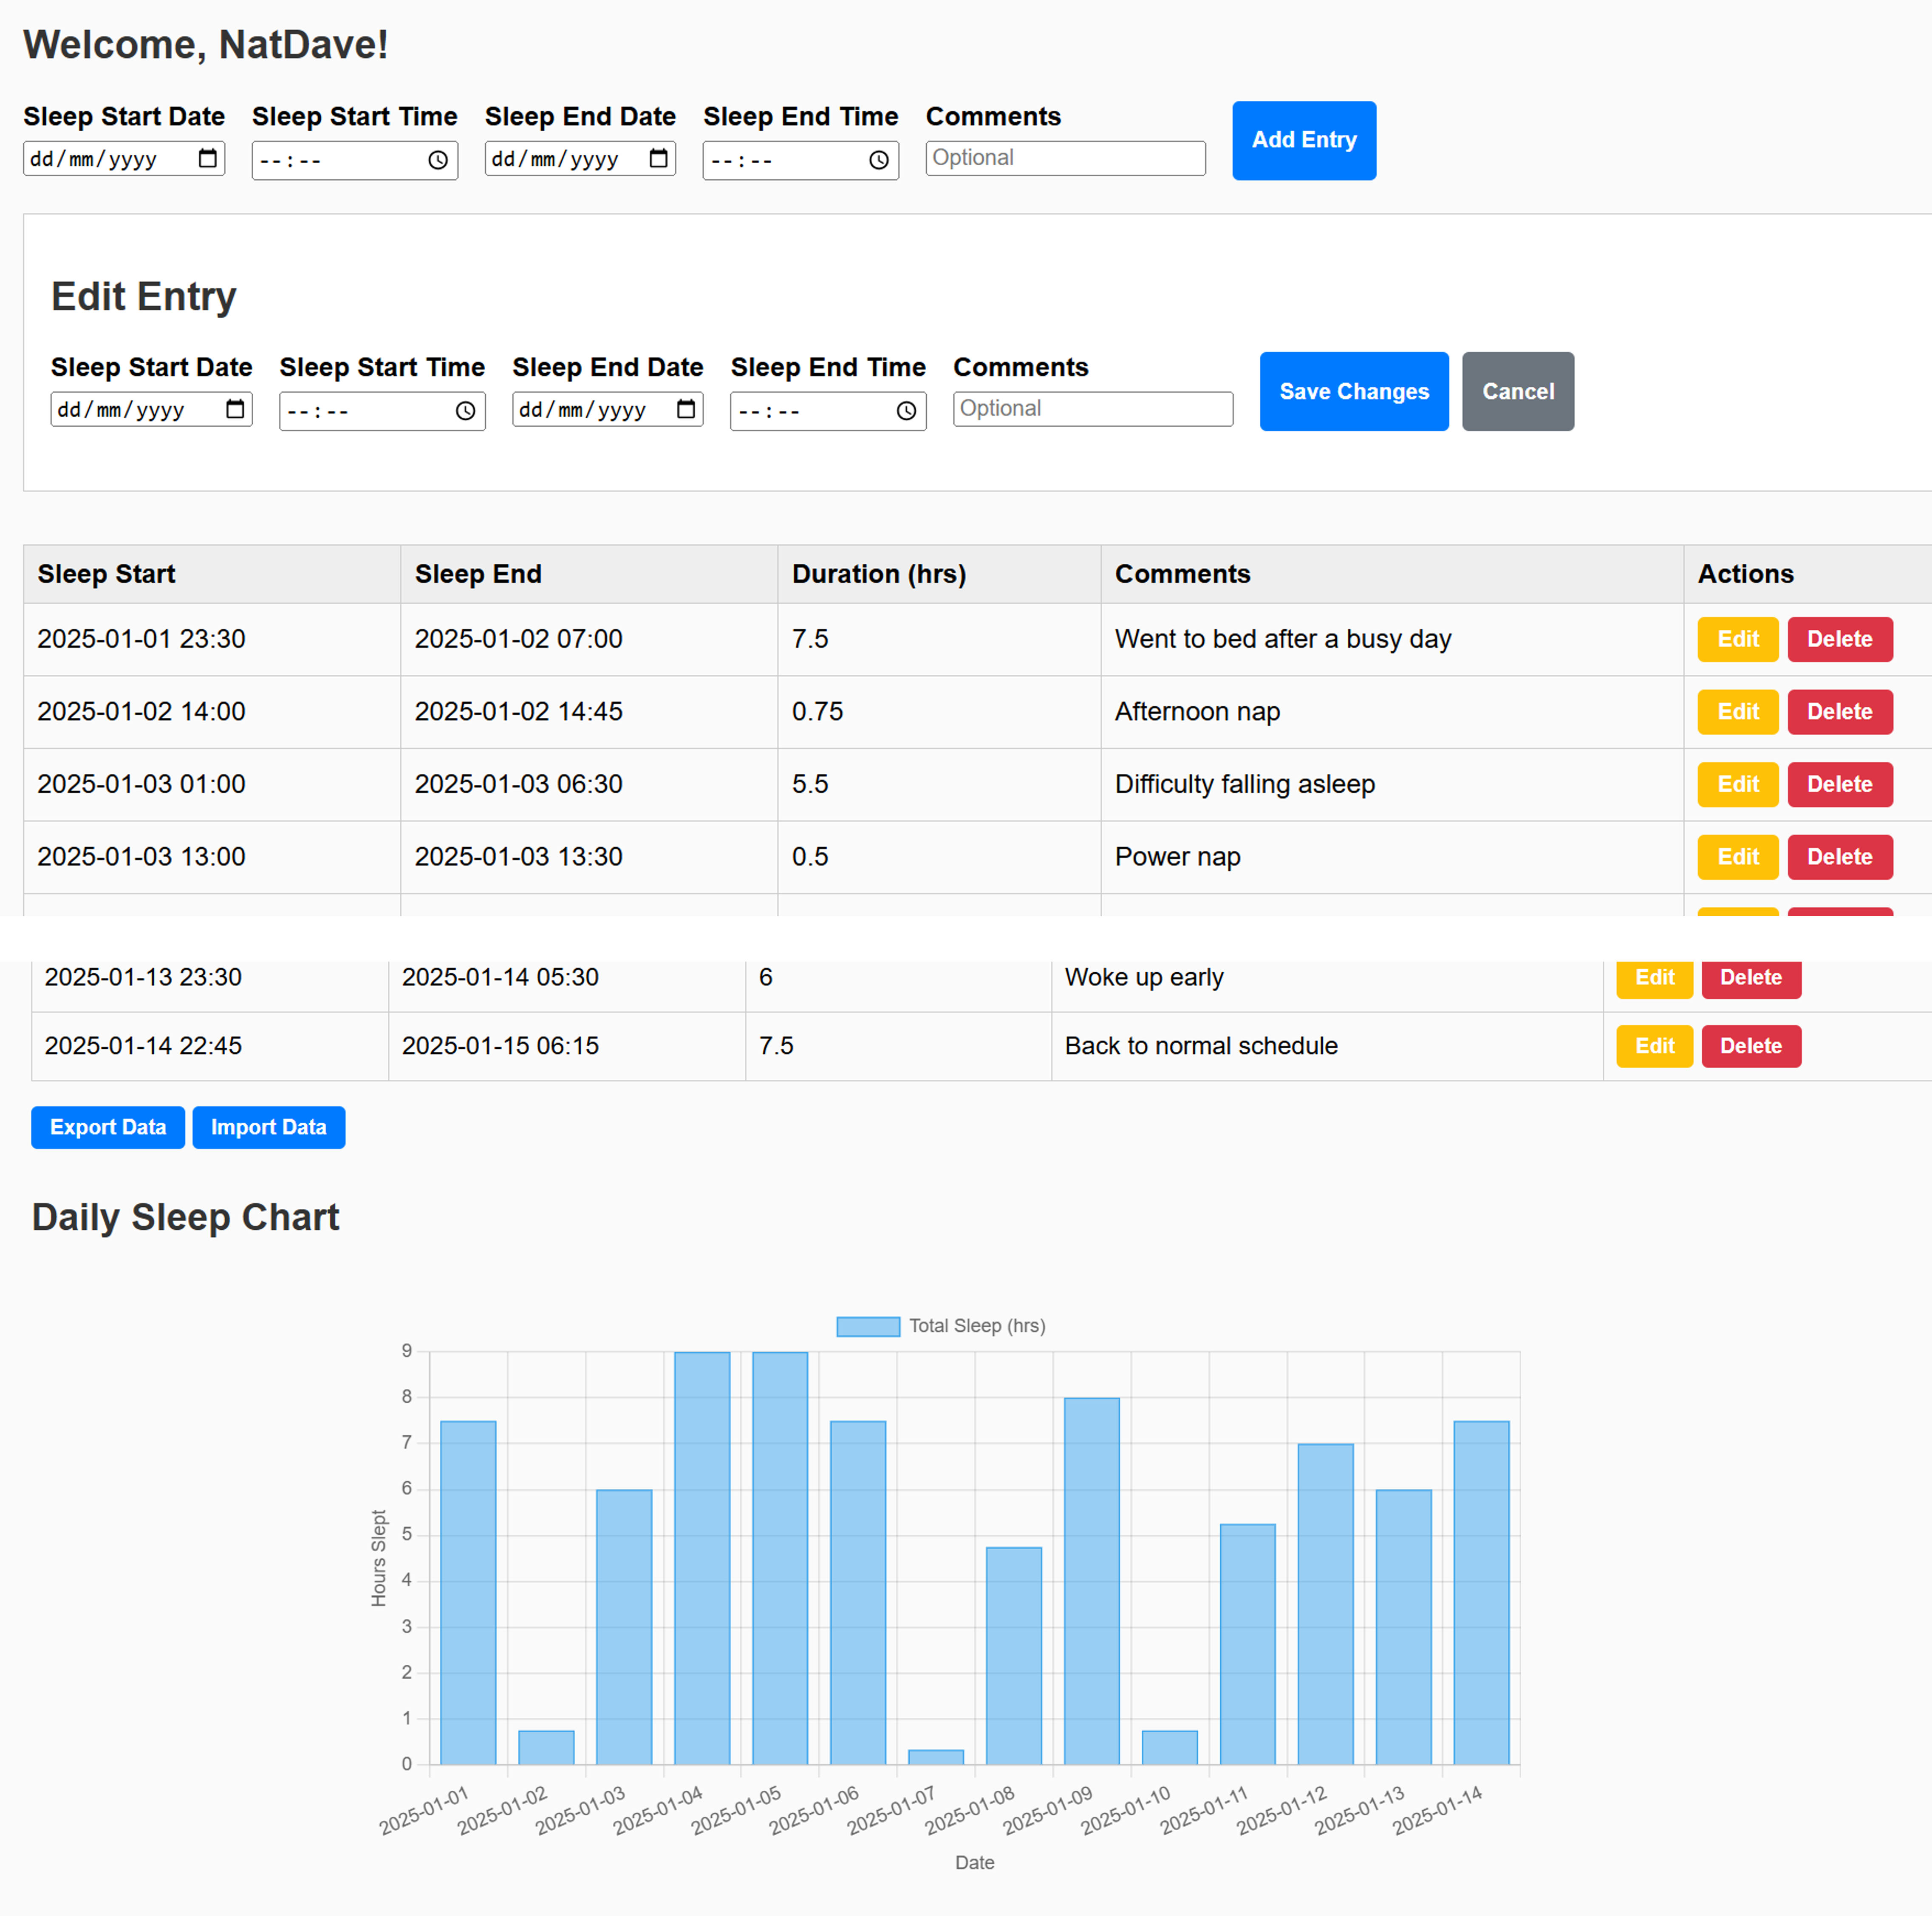 Welcome, NatDave!
Sleep Start Date Sleep Start Time Sleep End Date Sleep End Time Comments
dd/mm/yyyy --:-- dd/mm/yyyy --:-- Optional Add Entry
Edit Entry
Sleep Start Date Sleep Start Time Sleep End Date Sleep End Time Comments
dd/mm/yyyy --:-- dd/mm/yyyy --:-- Optional Save Changes Cancel
Sleep Start Sleep End Duration (hrs) Comments Actions
2025-01-01 23:30 2025-01-02 07:00 7.5 Went to bed after a busy day Edit Delete
2025-01-02 14:00 2025-01-02 14:45 0.75 Afternoon nap Edit Delete
2025-01-03 01:00 2025-01-03 06:30 5.5 Difficulty falling asleep Edit Delete
2025-01-03 13:00 2025-01-03 13:30 0.5 Power nap Edit Delete
2025-01-13 23:30 2025-01-14 05:30 6 Woke up early Edit Delete
2025-01-14 22:45 2025-01-15 06:15 7.5 Back to normal schedule Edit Delete
Export Data Import Data
Daily Sleep Chart
Total Sleep (hrs)
9
8
7
6
5
4
3
2
1
0
Hours Slept
2025-01-01 2025-01-02 2025-01-03 2025-01-04 2025-01-05 2025-01-06 2025-01-07 2025-01-08 2025-01-09 2025-01-10 2025-01-11 2025-01-12 2025-01-13 2025-01-14
Date